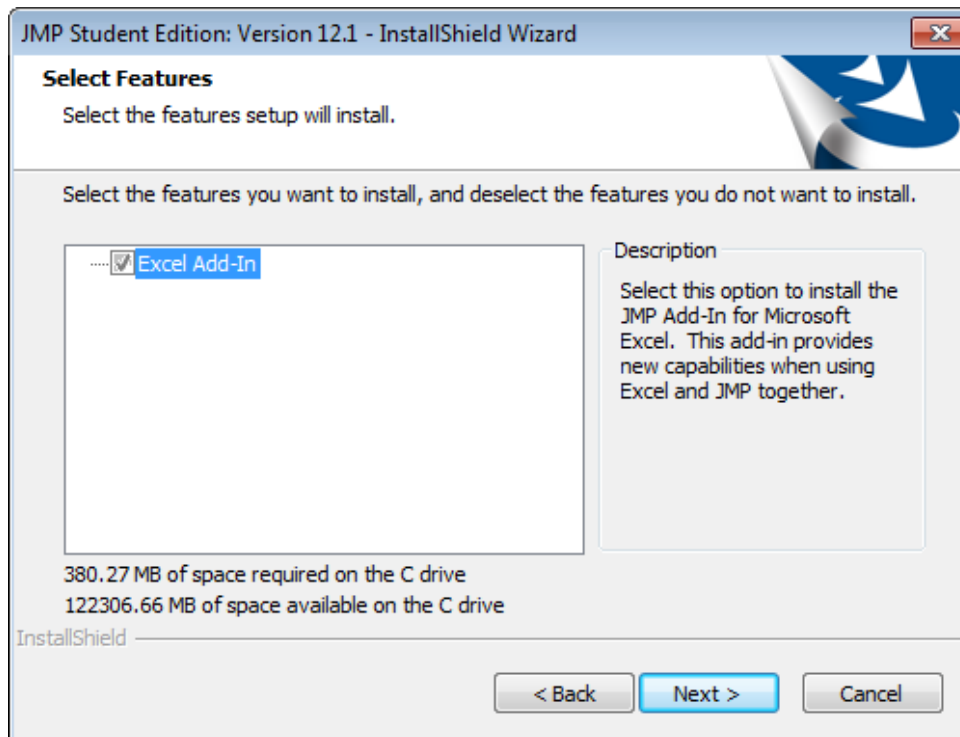 JMP Student Edition: Version 12.1 - InstallShield Wizard
Select Features
Select the features setup will install.
Select the features you want to install, and deselect the features you do not want to install.
Excel Add-In
Description
Select this option to install the
JMP Add-In for Microsoft
Excel. This add-in provides
new capabilities when using
Excel and JMP together.
380.27 MB of space required on the C drive
122306.66 MB of space available on the C drive
InstallShield
< Back
Next >
Cancel